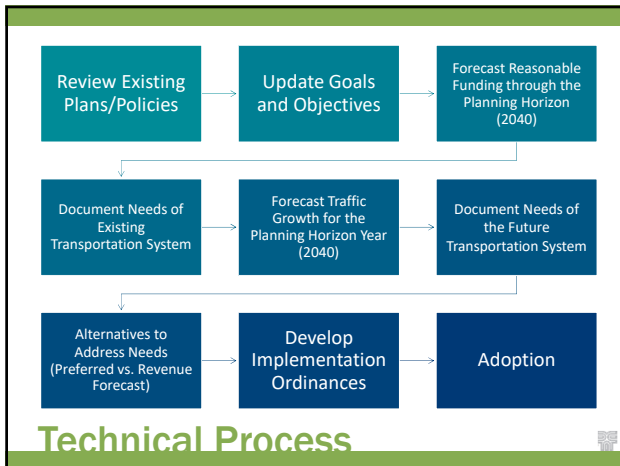 Review Existing
Plans/Policies
Update Goals
and Objectives
Forecast Reasonable
Funding through the
Planning Horizon
(2040)
Document Needs of
Existing
Transportation System
Forecast Traffic
Growth for the
Planning Horizon Year
(2040)
Document Needs of
the Future
Transportation System
Alternatives to
Address Needs
(Preferred vs. Revenue
Forecast)
Develop
Implementation
Ordinances
Adoption
Technical Process